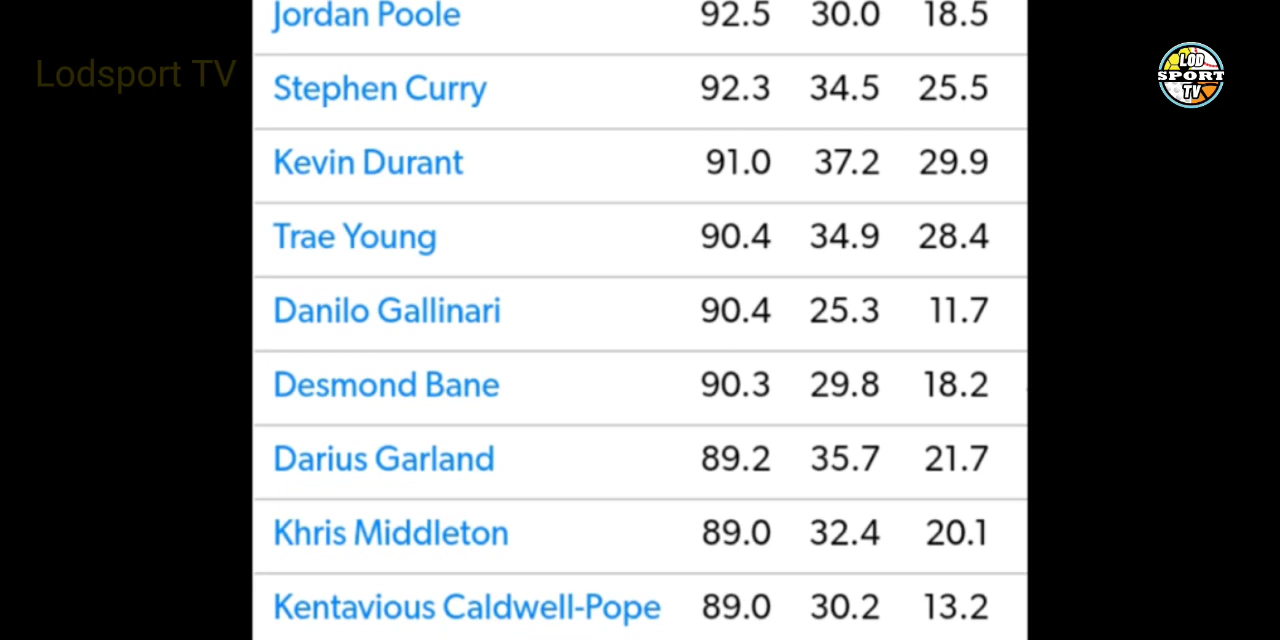 Jordan Poole 92.5 30.0 18.5
Lodsport TV
LOD
SPORT
TV
Stephen Curry 92.3 34.5 25.5
Kevin Durant 91.0 37.2 29.9
Trae Young 90.4 34.9 28.4
Danilo Gallinari 90.4 25.3 11.7
Desmond Bane 90.3 29.8 18.2
Darius Garland 89.2 35.7 21.7
Khris Middleton 89.0 32.4 20.1
Kentavious Caldwell-Pope 89.0 30.2 13.2